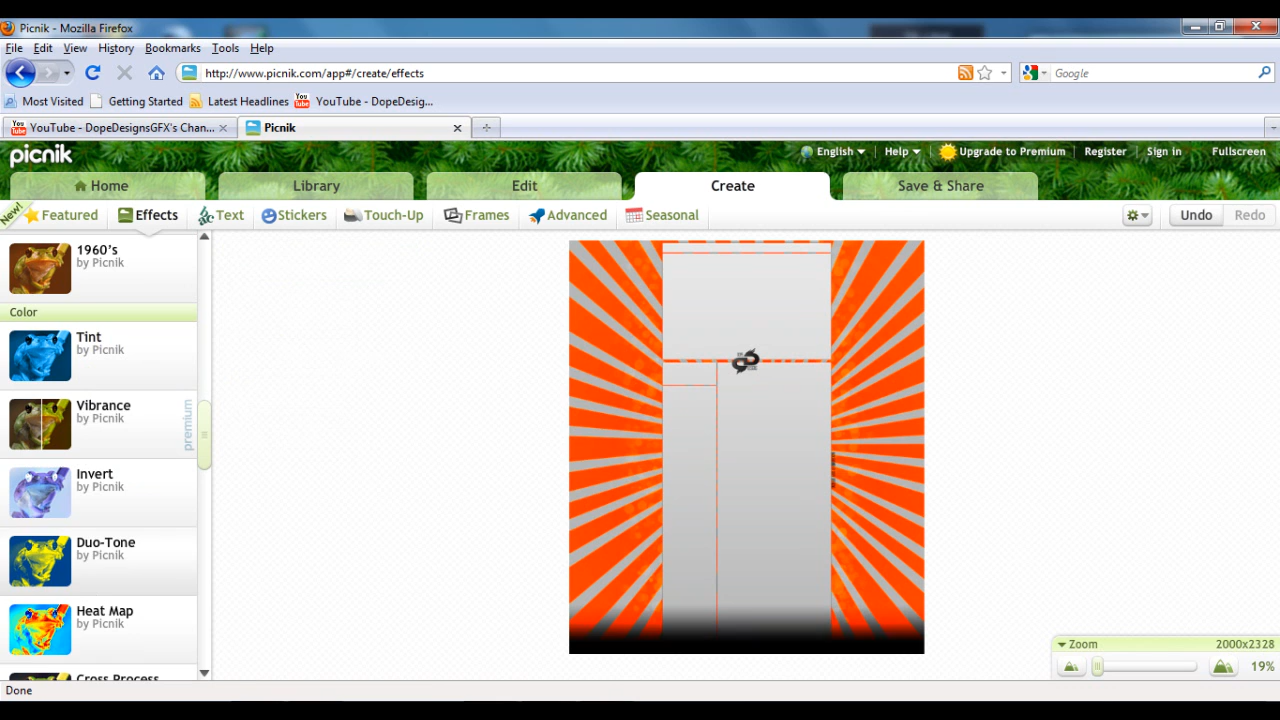 Picnik - Mozilla Firefox
File Edit View History Bookmarks Tools Help
http://www.picnik.com/app#/create/effects
Google
Most Visited Getting Started Latest Headlines You Tube YouTube - DopeDesig...
You Tube YouTube - DopeDesignsGFX's Chan... Picnik
picnik
English Help Upgrade to Premium Register Sign in Fullscreen
Home Library Edit Create Save & Share
New! Featured Effects Text Stickers Touch-Up Frames Advanced Seasonal Undo Redo
1960's
by Picnik
Color
Tint
by Picnik
Vibrance
by Picnik
premium
Invert
by Picnik
Duo-Tone
by Picnik
Heat Map
by Picnik
Cross Process
Zoom 2000x2328
19%
Done